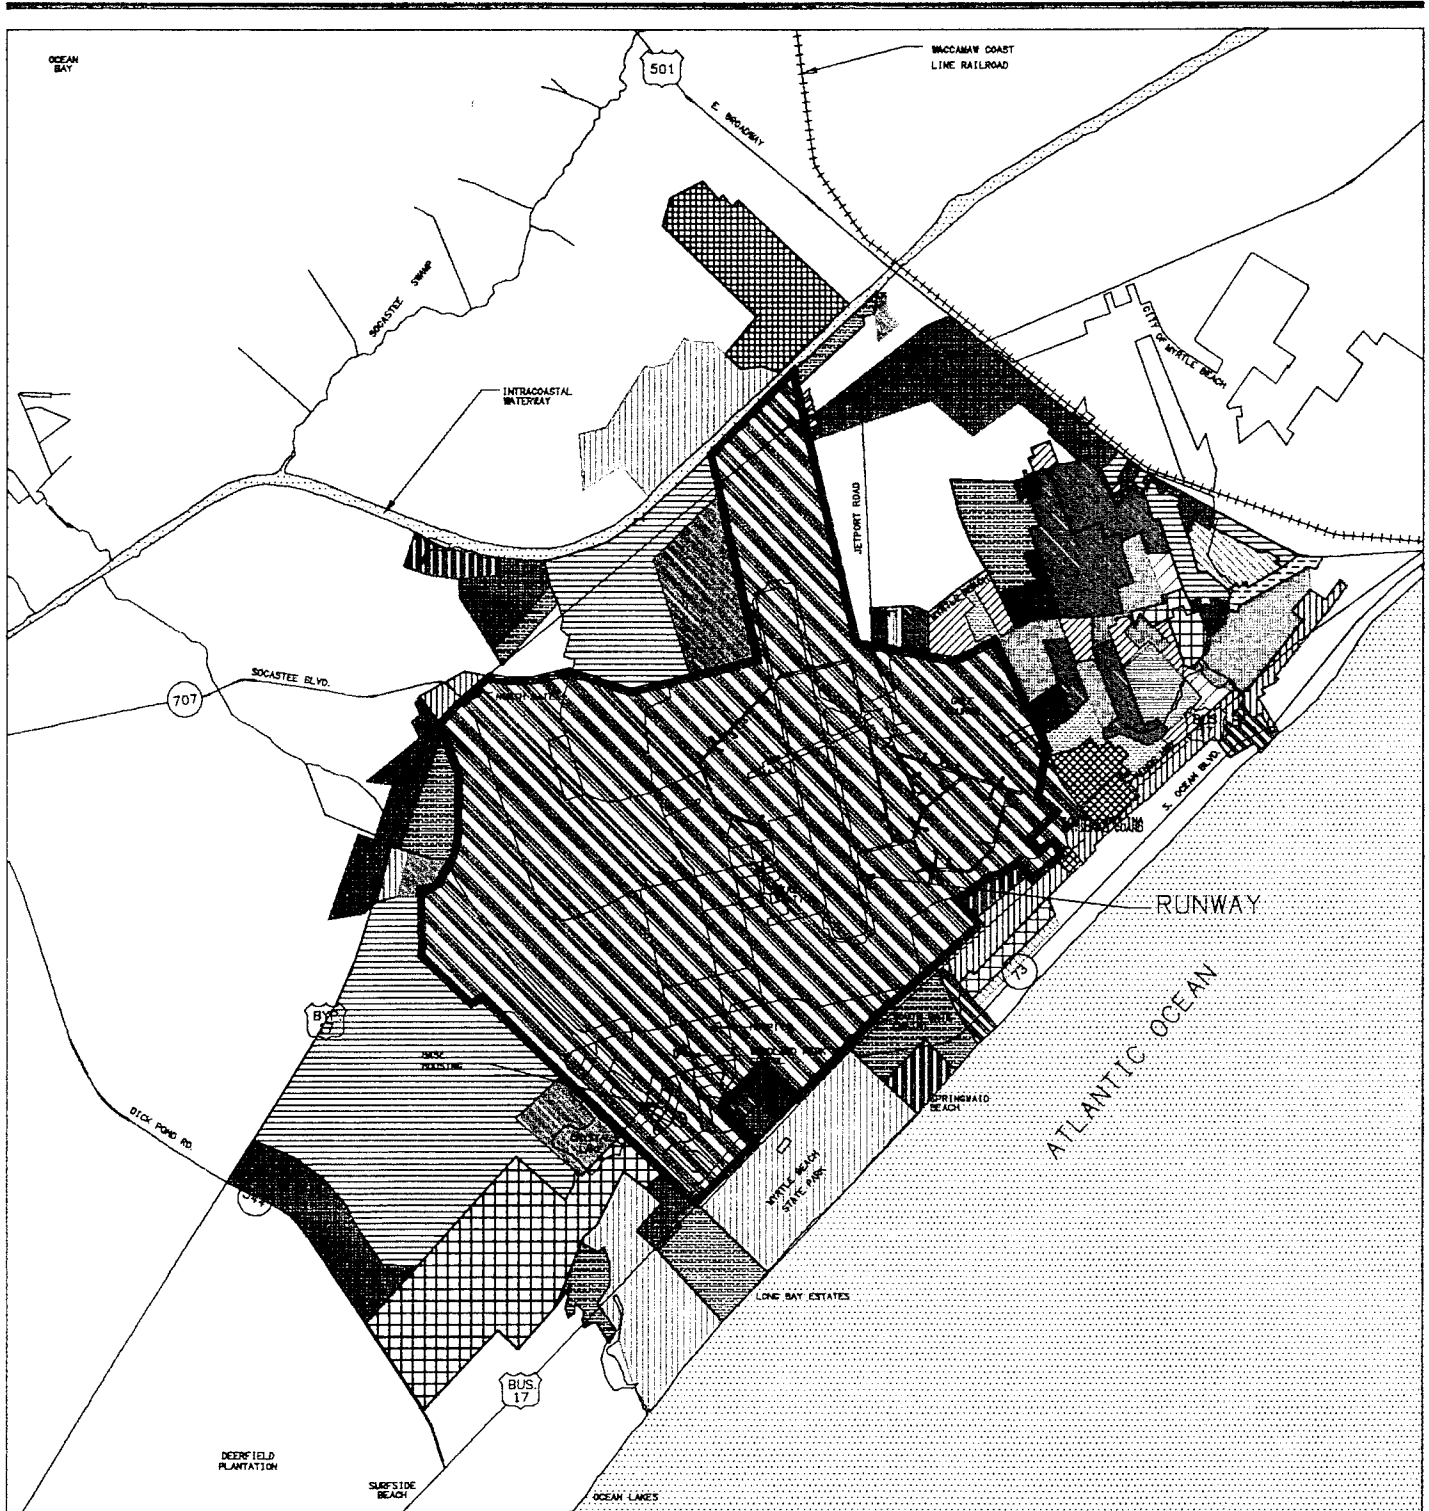 OCEAN
BAY
501
WACCAMAW COAST
LINE RAILROAD
E. BROADWAY
SOCASTEE SWAMP
CITY OF MYRTLE BEACH
INTRACOASTAL
WATERWAY
JETPORT ROAD
SOCASTEE BLVD.
707
S. OCEAN BLVD.
RUNWAY
73
ATLANTIC OCEAN
BYP.
BASE
HOUSING
SPRINGMAID
BEACH
DICK POND RD.
544
MYRTLE BEACH
STATE PARK
LONG BAY ESTATES
BUS.
17
DEERFIELD
PLANTATION
SURFSIDE
BEACH
OCEAN LAKES